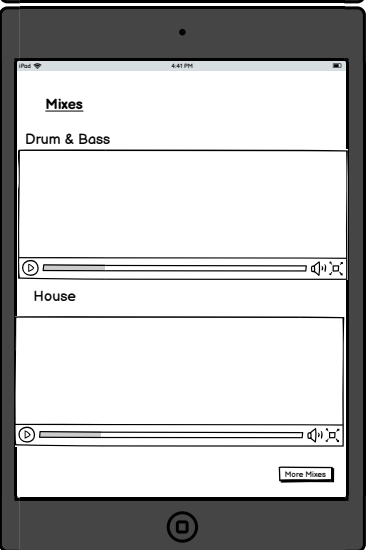 iPad 4:41 PM
Mixes
Drum & Bass
House
More Mixes